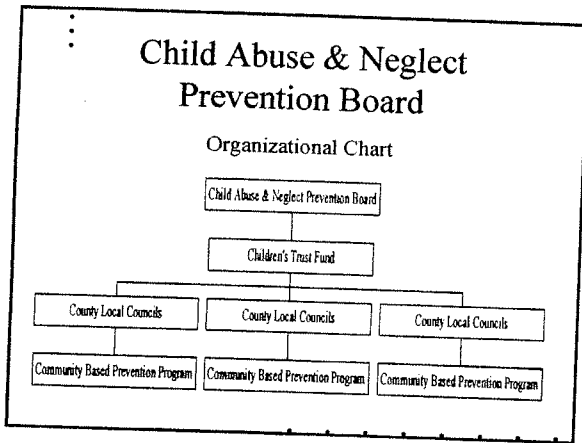 Child Abuse & Neglect
Prevention Board
Organizational Chart
Child Abuse & Neglect Prevention Board
Children's Trust Fund
County Local Councils
County Local Councils
County Local Councils
Community Based Prevention Program
Community Based Prevention Program
Community Based Prevention Program